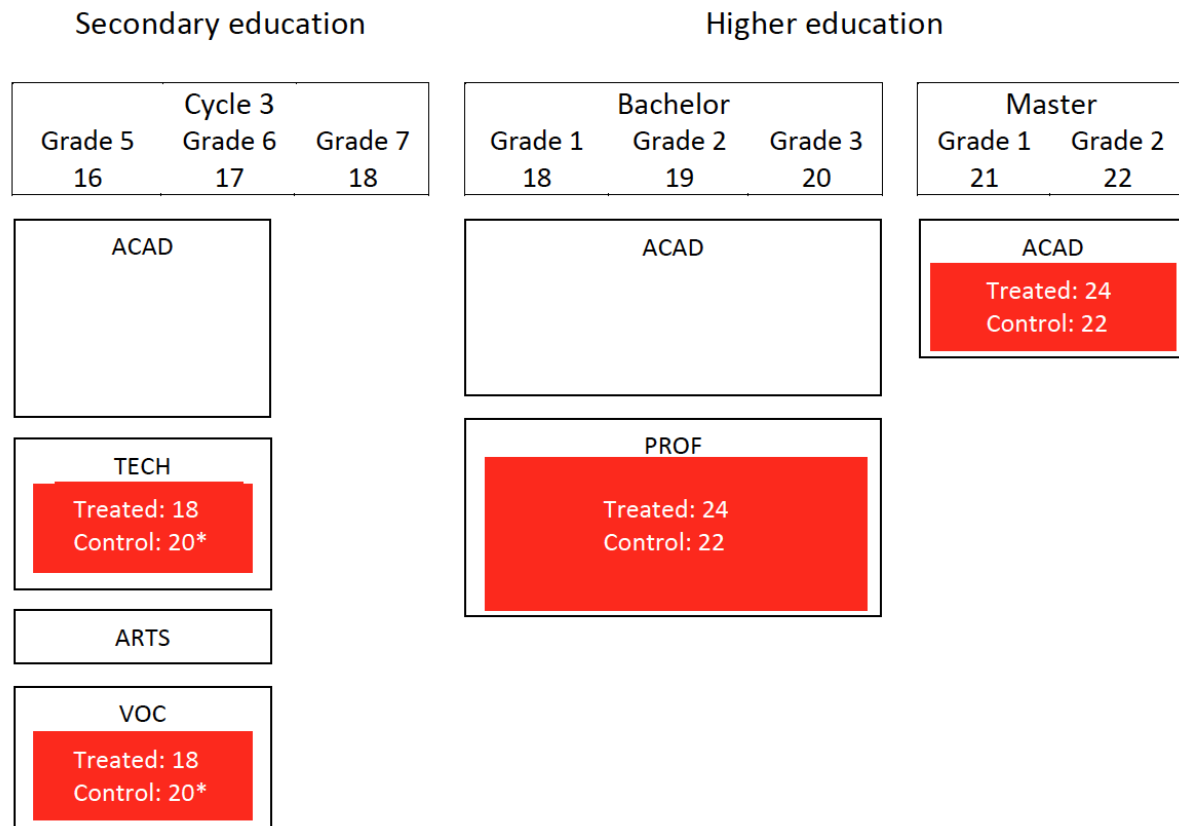 Secondary education
Higher education
Cycle 3
Grade 5 Grade 6 Grade 7
16 17 18
Bachelor
Grade 1 Grade 2 Grade 3
18 19 20
Master
Grade 1 Grade 2
21 22
ACAD
TECH
Treated: 18
Control: 20*
ARTS
VOC
Treated: 18
Control: 20*
ACAD
PROF
Treated: 24
Control: 22
ACAD
Treated: 24
Control: 22